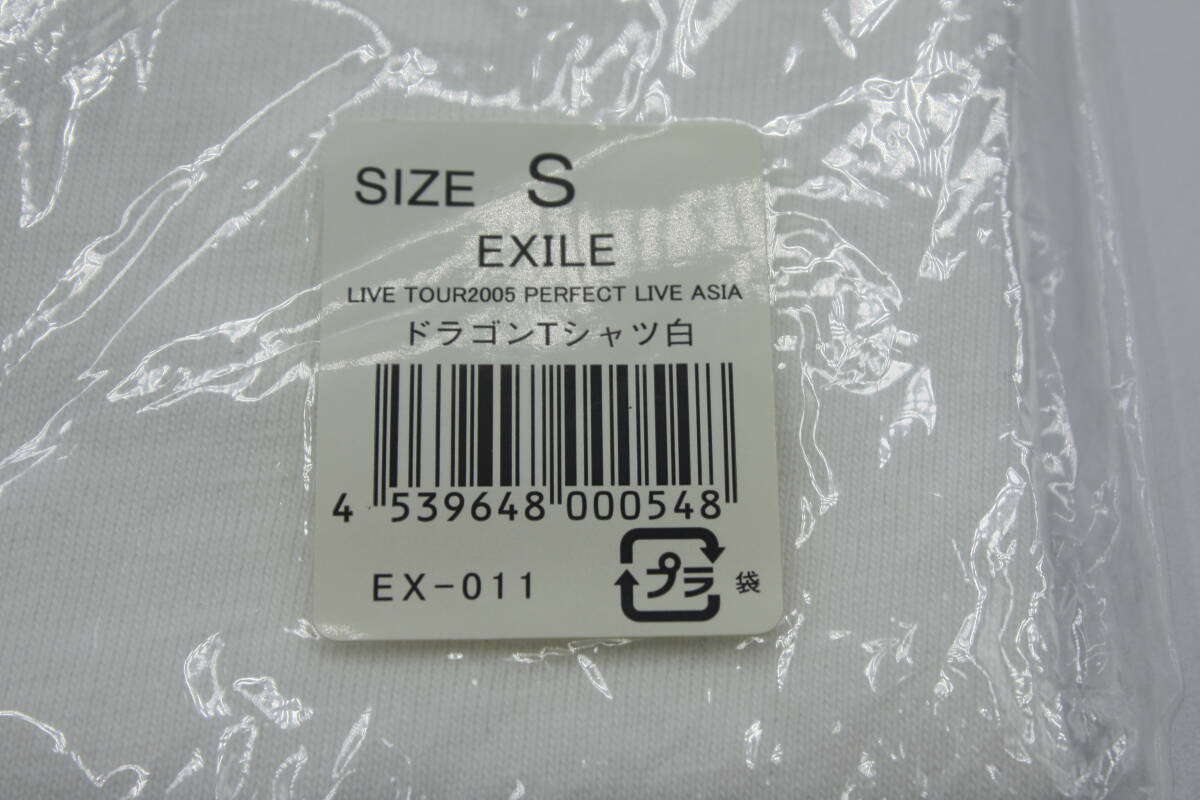 SIZE S
EXILE
LIVE TOUR2005 PERFECT LIVE ASIA
ドラゴンTシャツ白
4 539648 000548
EX-011
プラ 袋